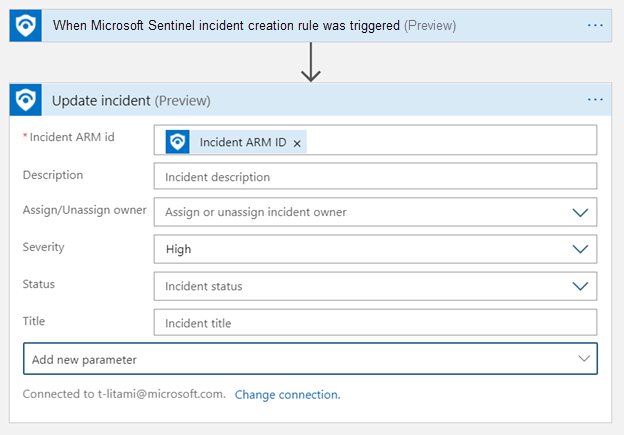 When Microsoft Sentinel incident creation rule was triggered (Preview) ...
Update incident (Preview) ...
* Incident ARM id Incident ARM ID ×
Description Incident description
Assign/Unassign owner Assign or unassign incident owner
Severity High
Status Incident status
Title Incident title
Add new parameter
Connected to t-litami@microsoft.com. Change connection.